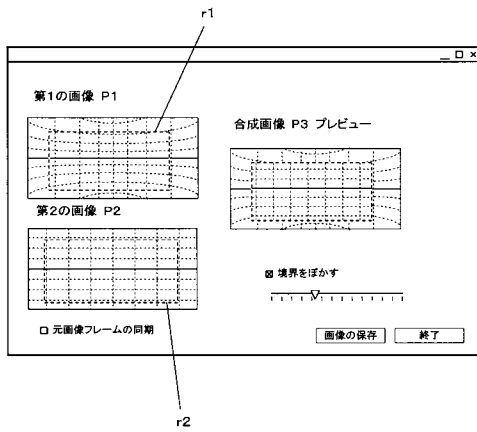 r1
第1の画像 P1
合成画像 P3 プレビュー
第2の画像 P2
境界をぼかす
元画像フレームの同期
画像の保存
終了
r2